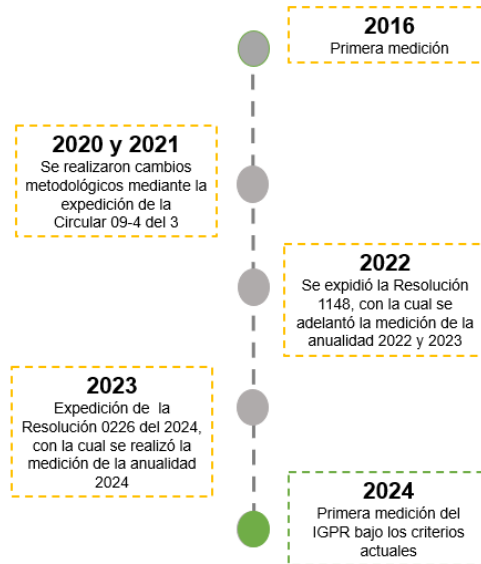 2016
Primera medición
2020 y 2021
Se realizaron cambios
metodológicos mediante la
expedición de la
Circular 09-4 del 3
2022
Se expidió la Resolución
1148, con la cual se
adelantó la medición de la
anualidad 2022 y 2023
2023
Expedición de la
Resolución 0226 del 2024,
con la cual se realizó la
medición de la anualidad
2024
2024
Primera medición del
IGPR bajo los criterios
actuales